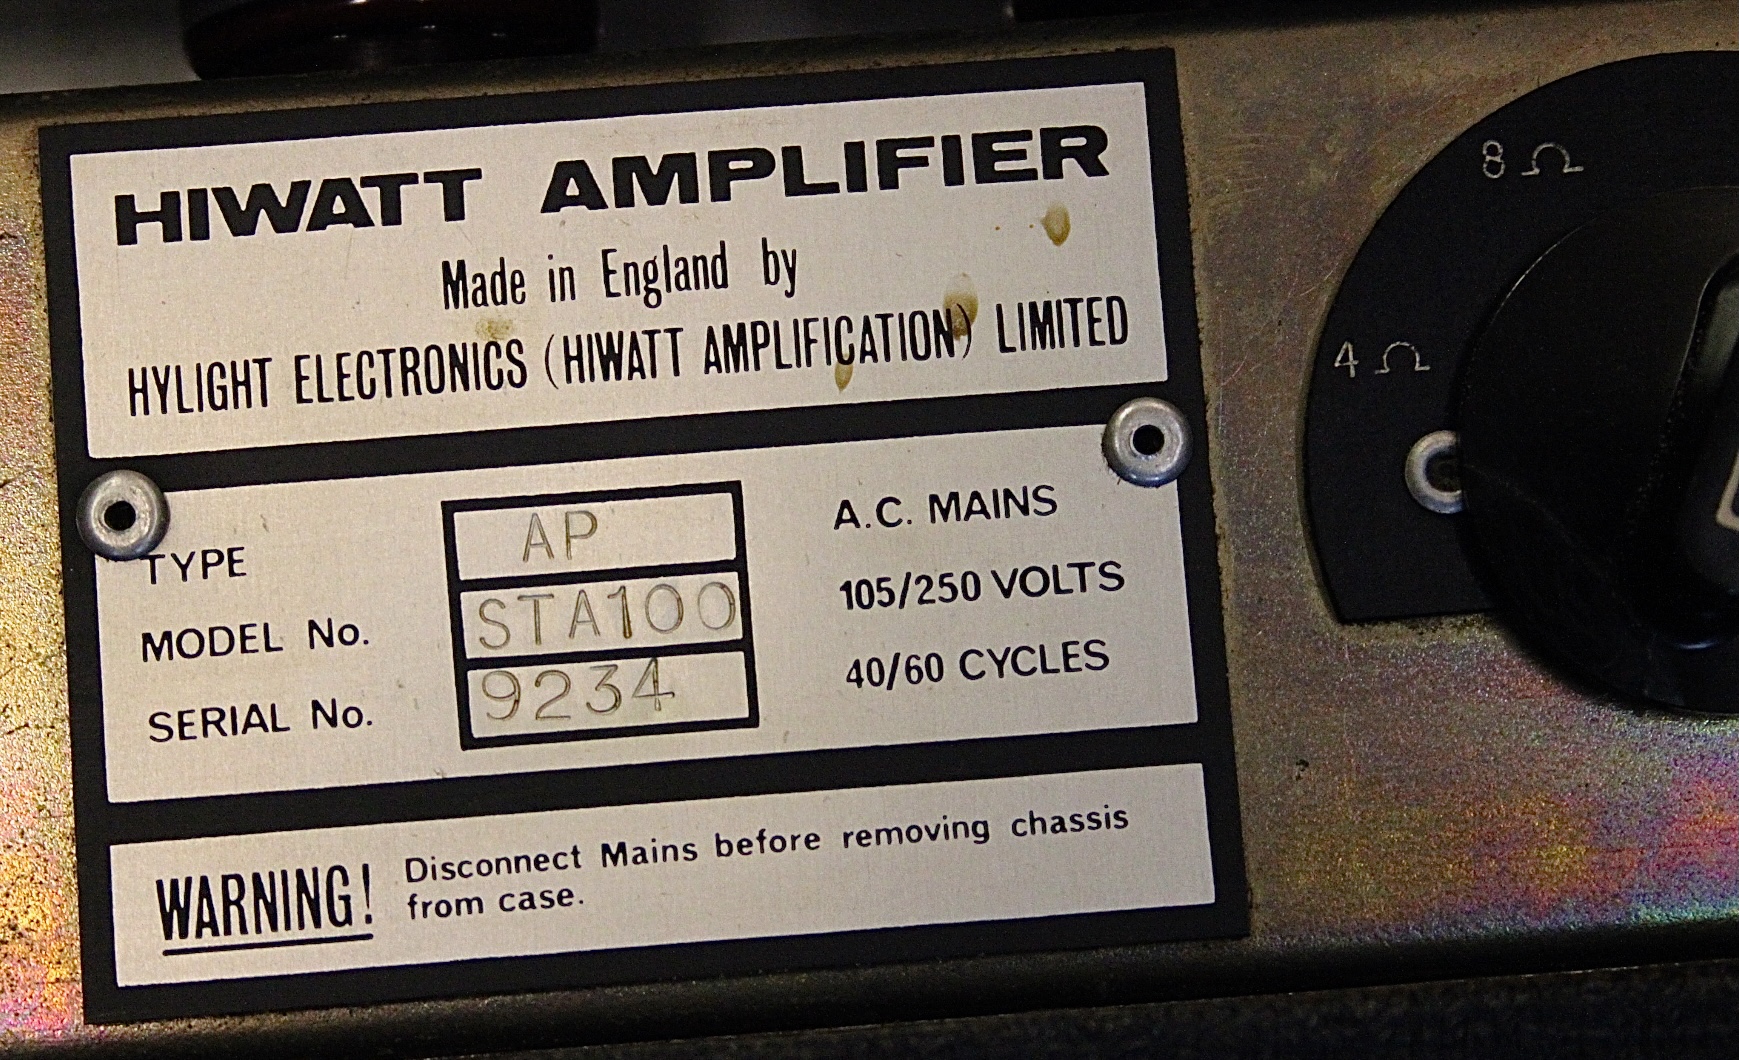 HIWATT AMPLIFIER
Made in England by
HYLIGHT ELECTRONICS (HIWATT AMPLIFICATION) LIMITED
TYPE AP
MODEL No. STA100
SERIAL No. 9234
A.C. MAINS
105/250 VOLTS
40/60 CYCLES
WARNING! Disconnect Mains before removing chassis
from case.
8 Ω
4 Ω